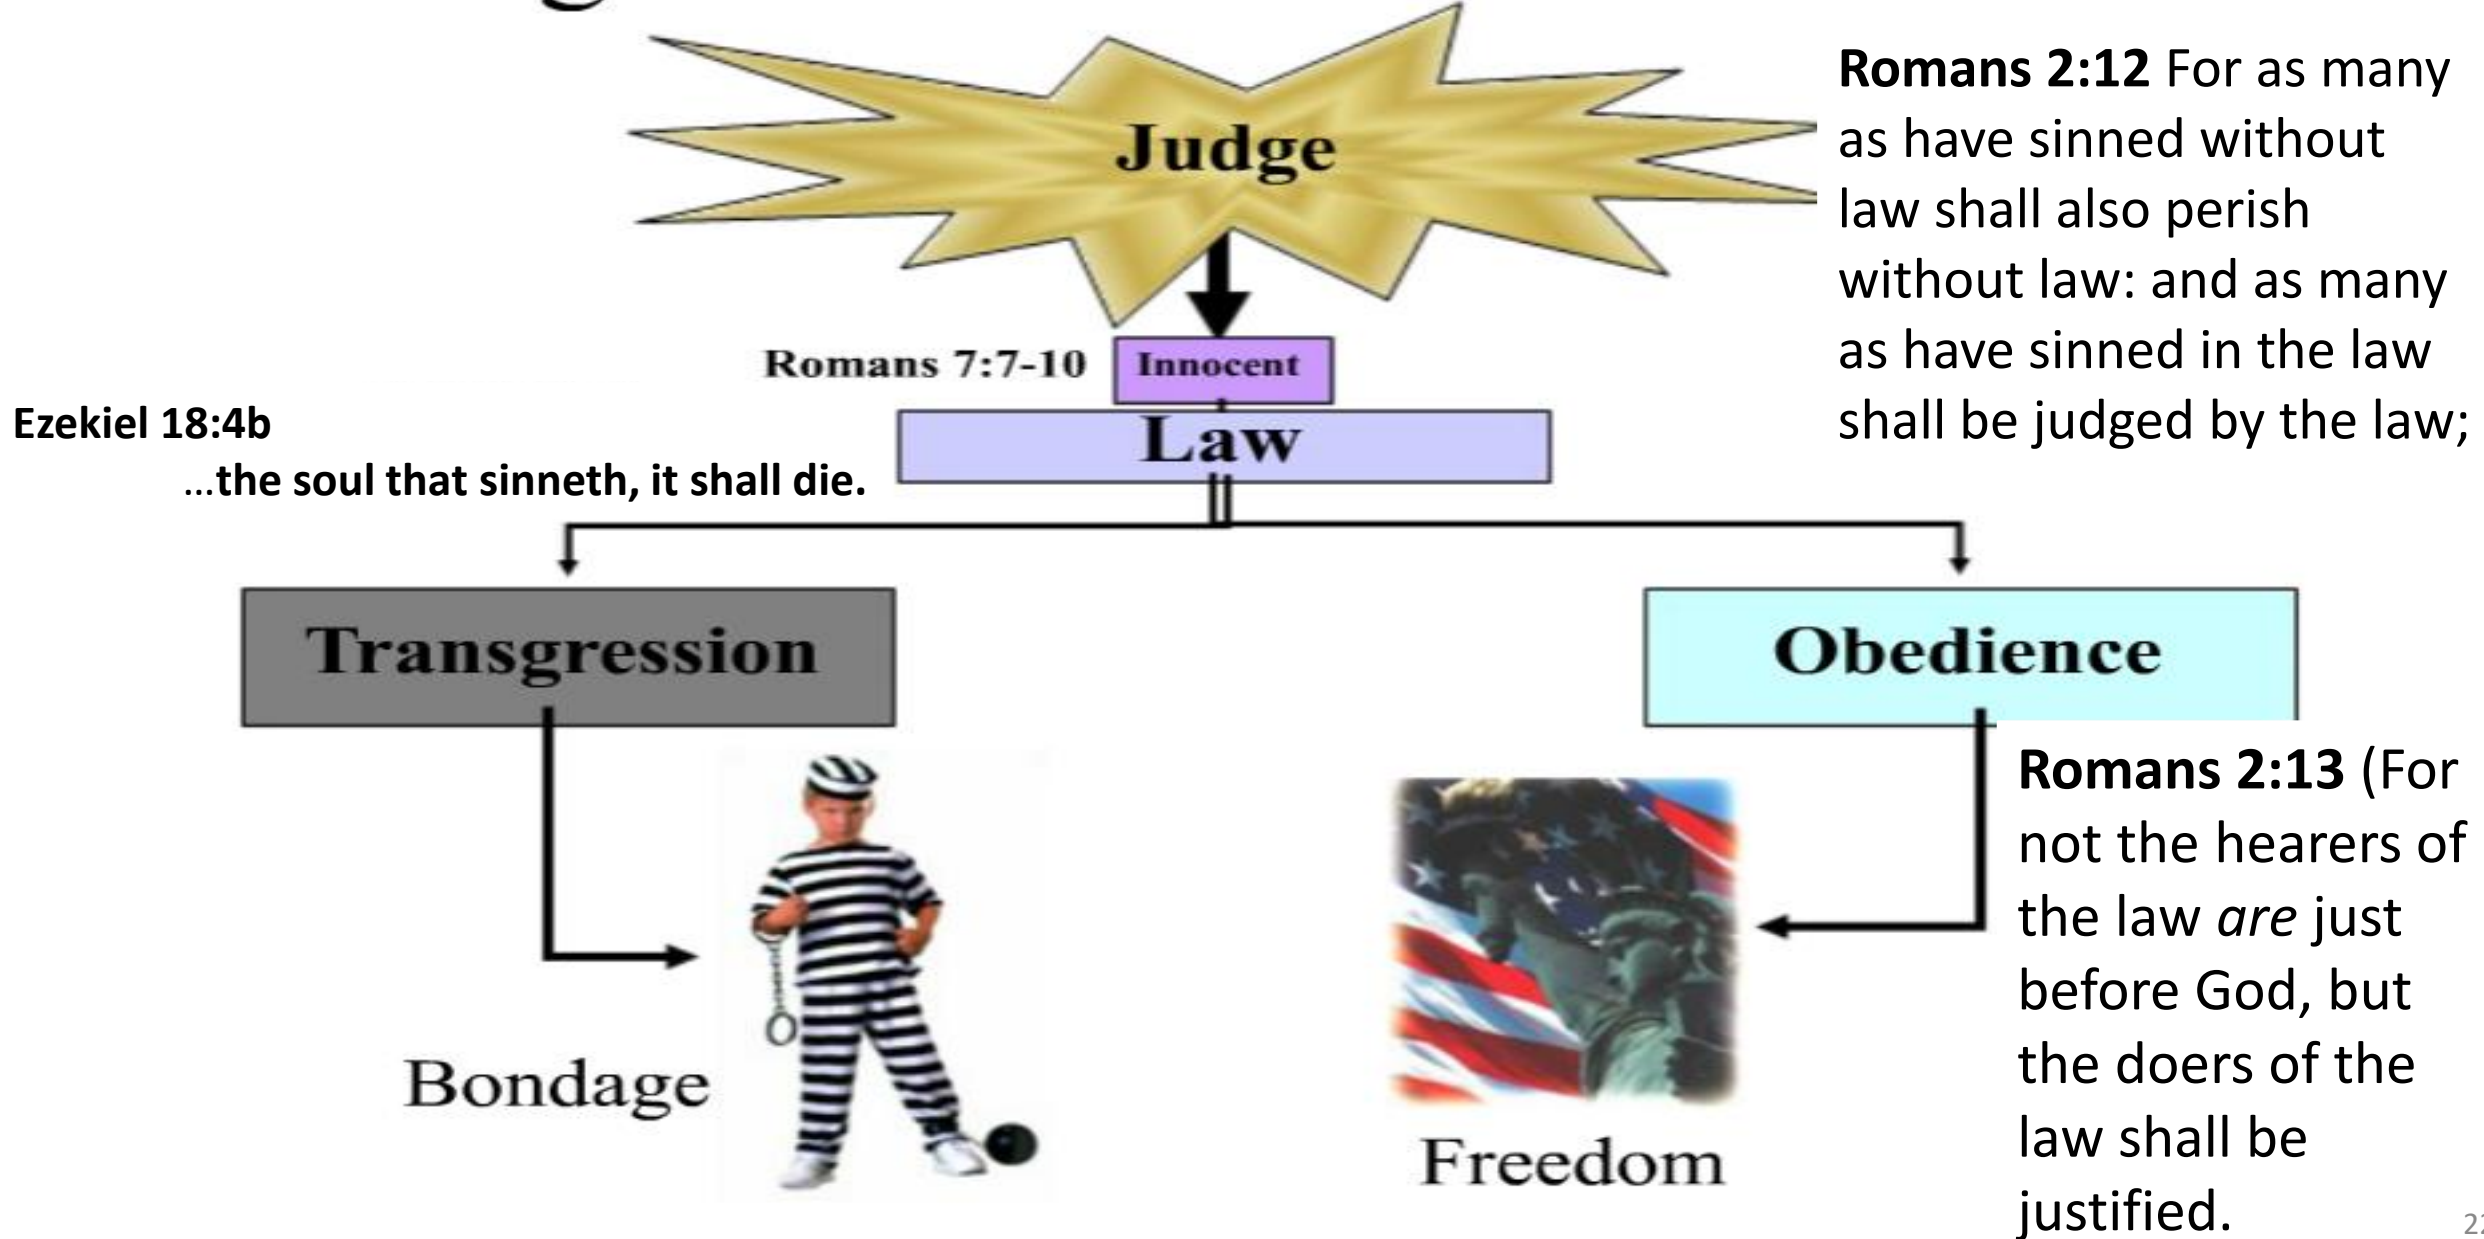 Judge
Romans 2:12 For as many
as have sinned without
law shall also perish
without law: and as many
as have sinned in the law
shall be judged by the law;
Romans 7:7-10
Innocent
Ezekiel 18:4b
...the soul that sinneth, it shall die.
Law
Transgression
Obedience
Romans 2:13 (For
not the hearers of
the law are just
before God, but
the doers of the
law shall be
justified.
Bondage
Freedom